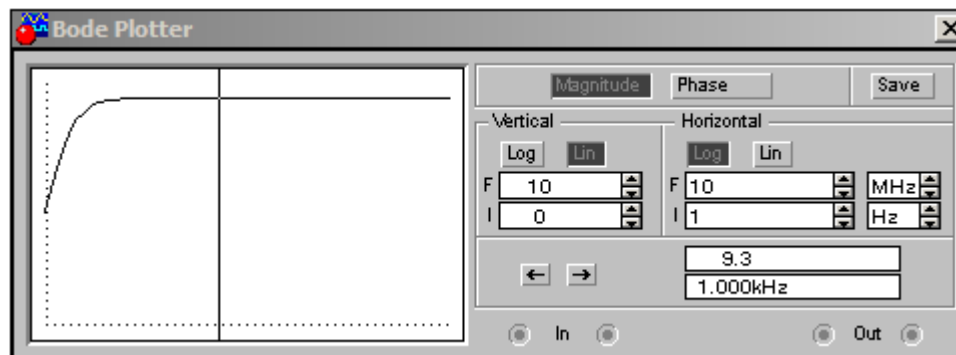 Bode Plotter
Magnitude Phase Save
Vertical Horizontal
Log Lin Log Lin
F 10 F 10 MHz
I 0 I 1 Hz
9.3
1.000kHz
In Out